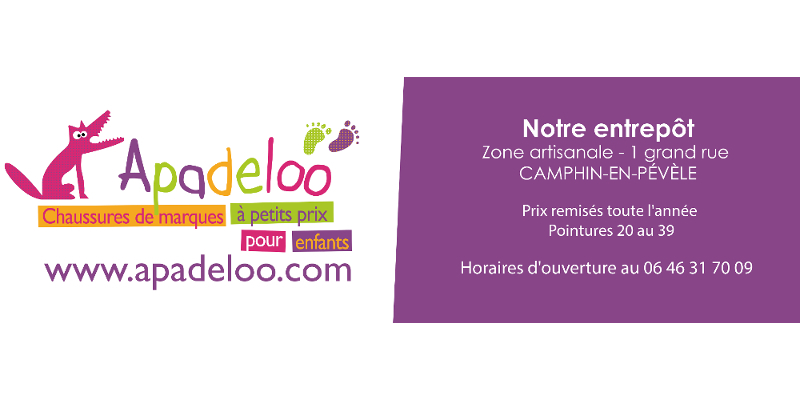 Apadeloo
Chaussures de marques à petits prix
pour enfants
www.apadeloo.com
Notre entrepôt
Zone artisanale - 1 grand rue
CAMPHIN-EN-PÉVÈLE
Prix remisés toute l'année
Pointures 20 au 39
Horaires d'ouverture au 06 46 31 70 09